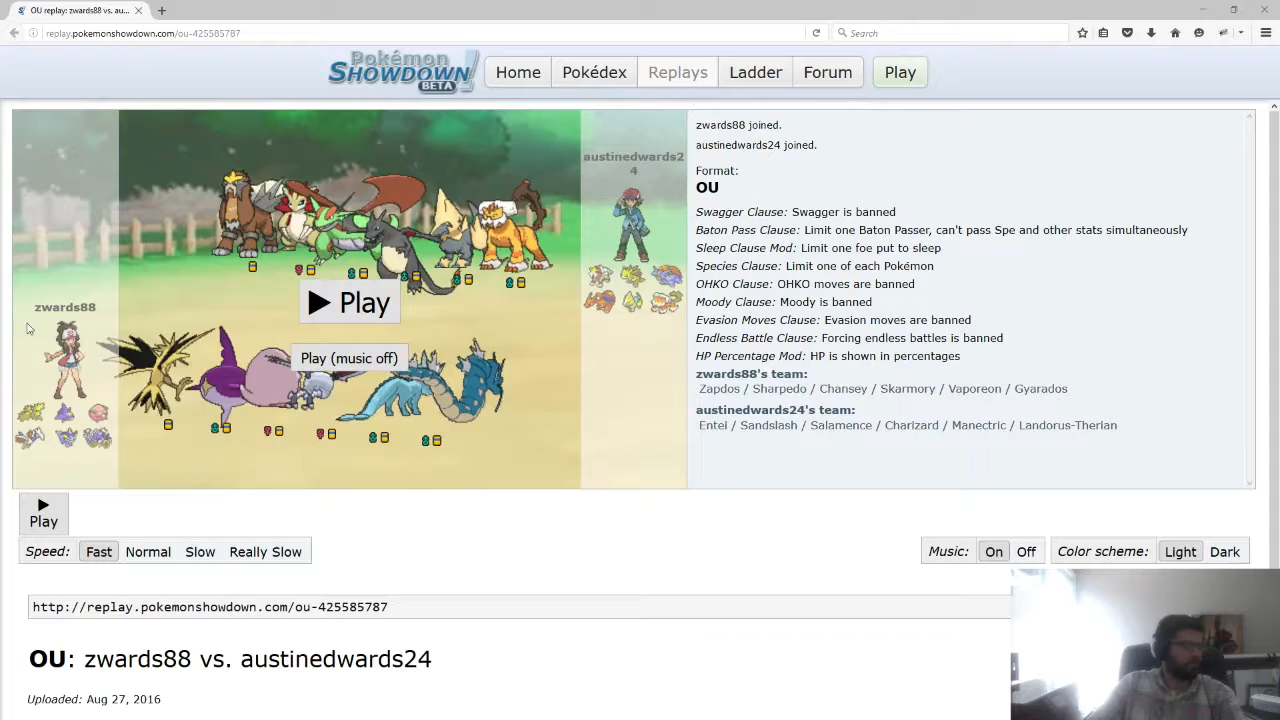 OU replay: zwards88 vs. au...
replay.pokemonshowdown.com/ou-425585787
Search
Pokémon
Showdown!
BETA
Home
Pokédex
Replays
Ladder
Forum
Play
zwards88 joined.
austinedwards24 joined.
Format:
OU
Swagger Clause: Swagger is banned
Baton Pass Clause: Limit one Baton Passer, can't pass Spe and other stats simultaneously
Sleep Clause Mod: Limit one foe put to sleep
Species Clause: Limit one of each Pokémon
OHKO Clause: OHKO moves are banned
Moody Clause: Moody is banned
Evasion Moves Clause: Evasion moves are banned
Endless Battle Clause: Forcing endless battles is banned
HP Percentage Mod: HP is shown in percentages
zwards88's team:
Zapdos / Sharpedo / Chansey / Skarmory / Vaporeon / Gyarados
austinedwards24's team:
Entei / Sandslash / Salamence / Charizard / Manectric / Landorus-Therian
austinedwards2
4
zwards88
Play
Play (music off)
Play
Speed: Fast Normal Slow Really Slow
Music: On Off
Color scheme: Light Dark
http://replay.pokemonshowdown.com/ou-425585787
OU: zwards88 vs. austinedwards24
Uploaded: Aug 27, 2016